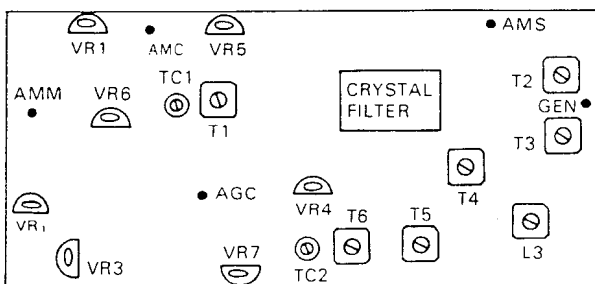 AMS
VR1
AMC
VR5
TC1
T2
AMM
VR6
CRYSTAL
FILTER
GEN
T1
T3
AGC
T4
VR4
VR
T6
T5
VR3
VR7
TC2
L3